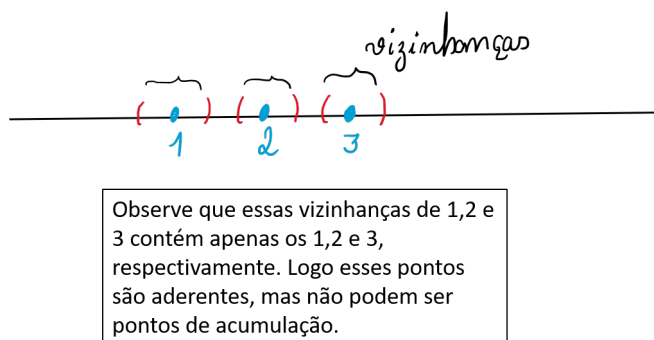 vizinhanças
( ) ( ) ( )
1 2 3
Observe que essas vizinhanças de 1,2 e
3 contém apenas os 1,2 e 3,
respectivamente. Logo esses pontos
são aderentes, mas não podem ser
pontos de acumulação.